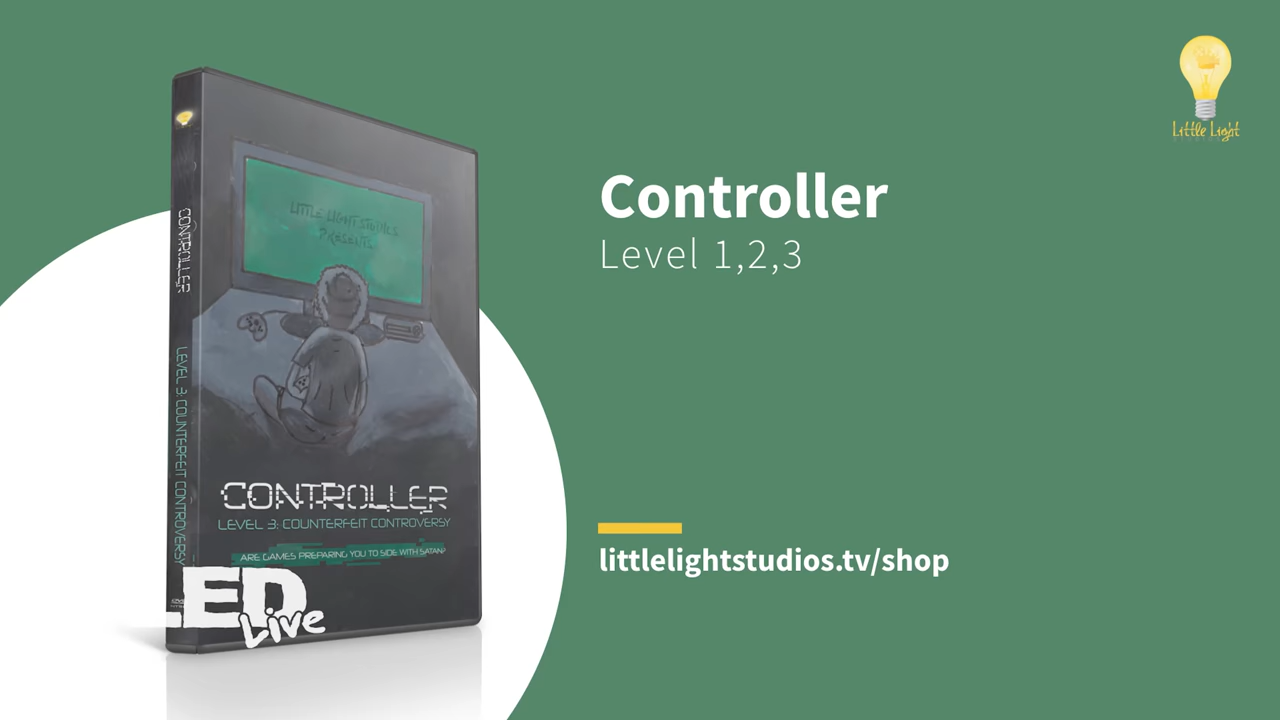 Little Light
Controller
Level 1,2,3
littlelightstudios.tv/shop
CONTROLLER
LEVEL 3: COUNTERFEIT CONTROVERSY
LITTLE LIGHT STUDIOS
PRESENTS
CONTROLLER
LEVEL 3: COUNTERFEIT CONTROVERSY
ARE GAMES PREPARING YOU TO SIDE WITH SATAN?
LED
Live